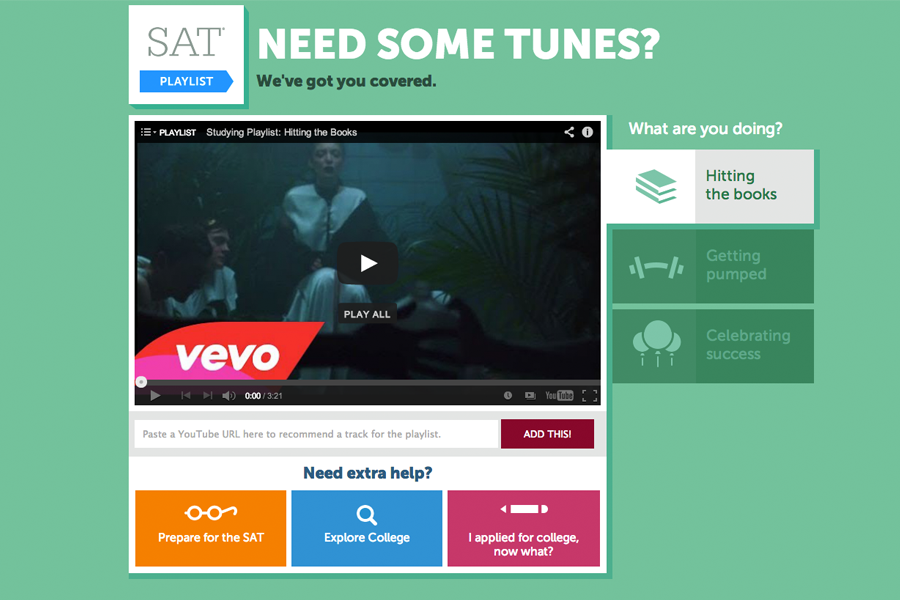 SAT
PLAYLIST
NEED SOME TUNES?
We've got you covered.
PLAYLIST Studying Playlist: Hitting the Books
PLAY ALL
vevo
0:00 / 3:21
YouTube
Paste a YouTube URL here to recommend a track for the playlist.
ADD THIS!
What are you doing?
Hitting
the books
Getting
pumped
Celebrating
success
Need extra help?
Prepare for the SAT
Explore College
I applied for college,
now what?